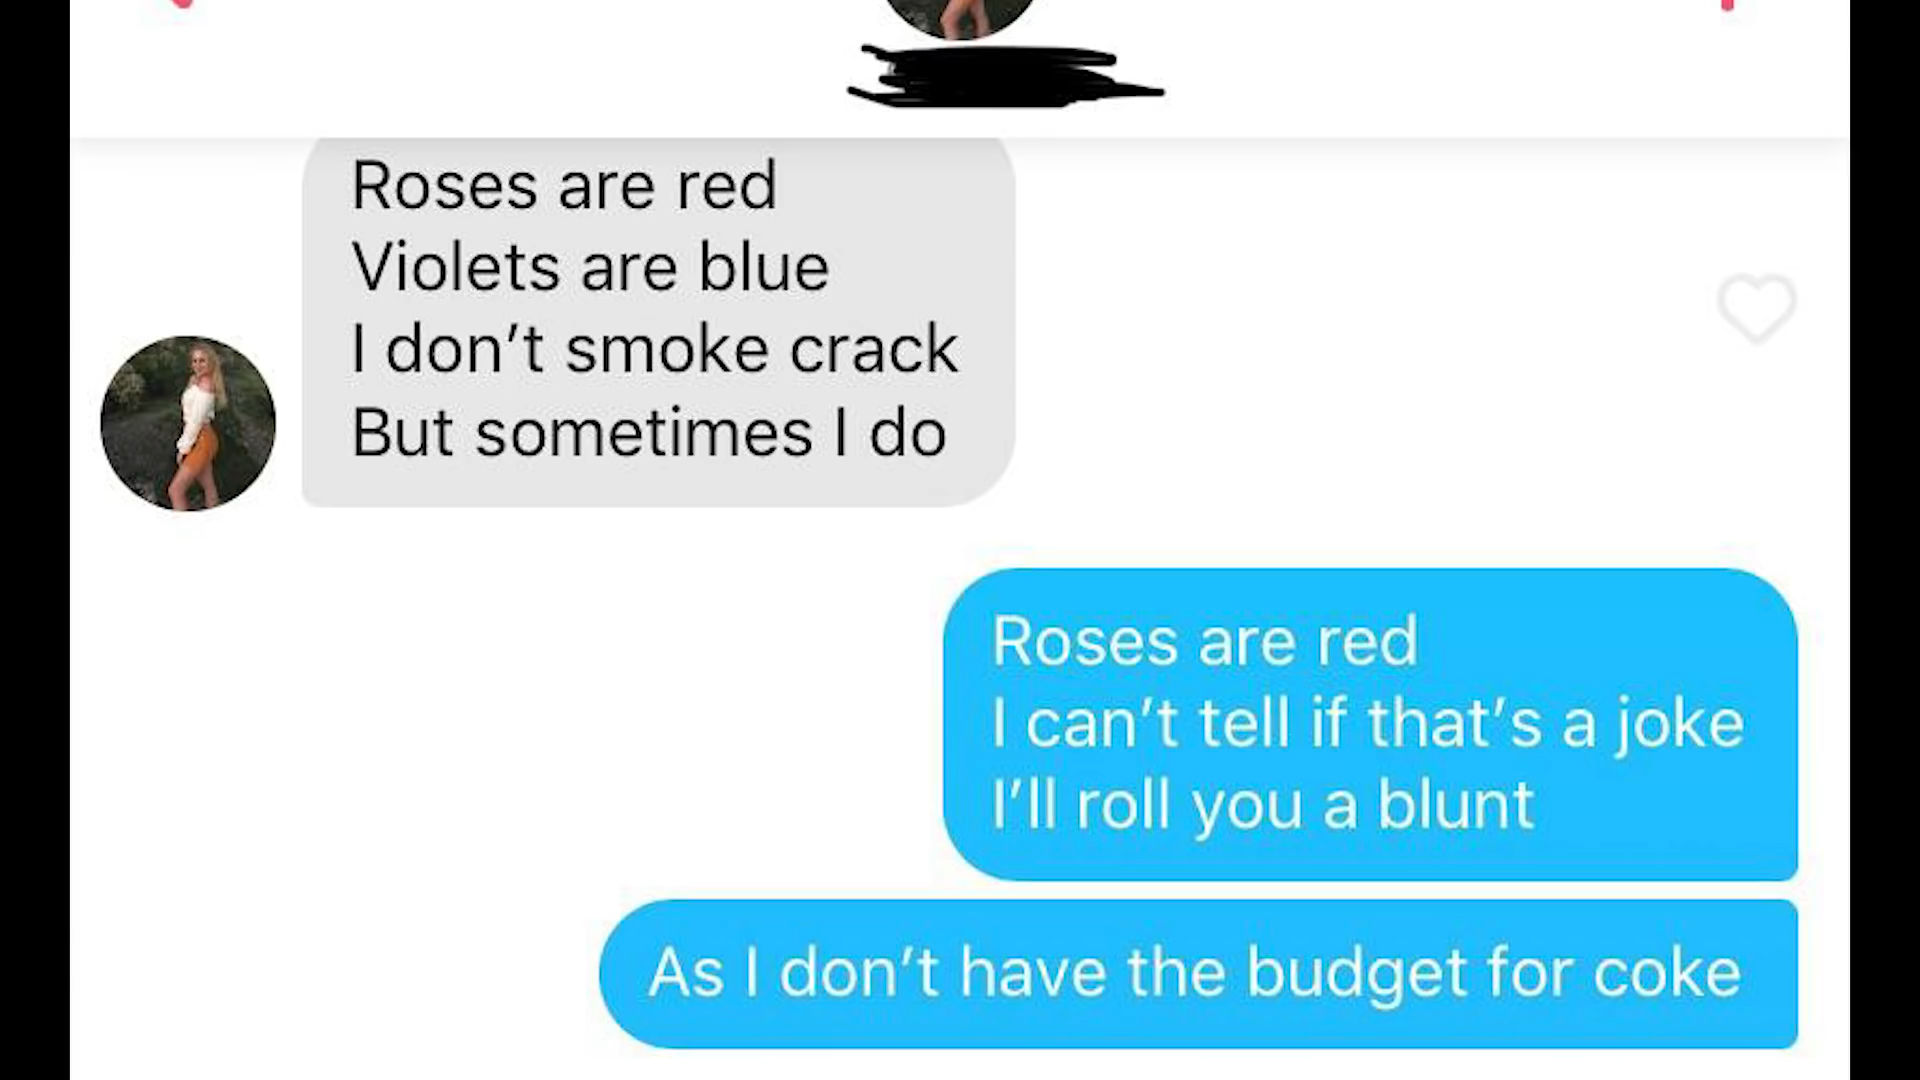 Roses are red
Violets are blue
I don’t smoke crack
But sometimes I do
Roses are red
I can’t tell if that’s a joke
I’ll roll you a blunt
As I don’t have the budget for coke